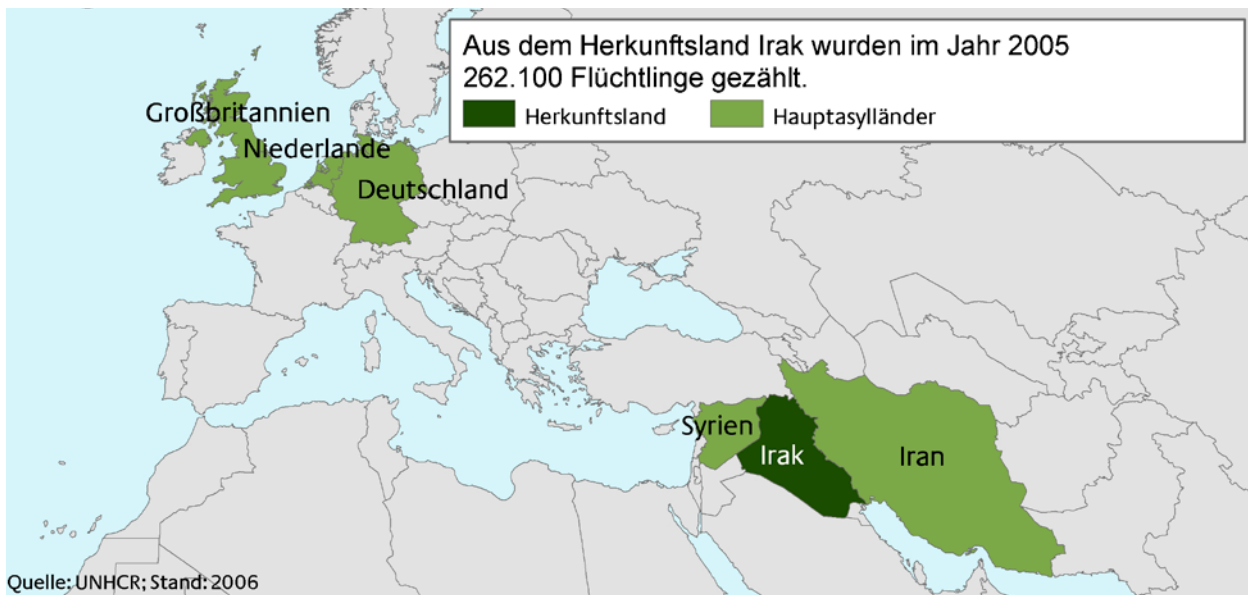 Aus dem Herkunftsland Irak wurden im Jahr 2005
262.100 Flüchtlinge gezählt.
Herkunftsland Hauptasylländer
Großbritannien
Niederlande
Deutschland
Syrien
Irak
Iran
Quelle: UNHCR; Stand: 2006